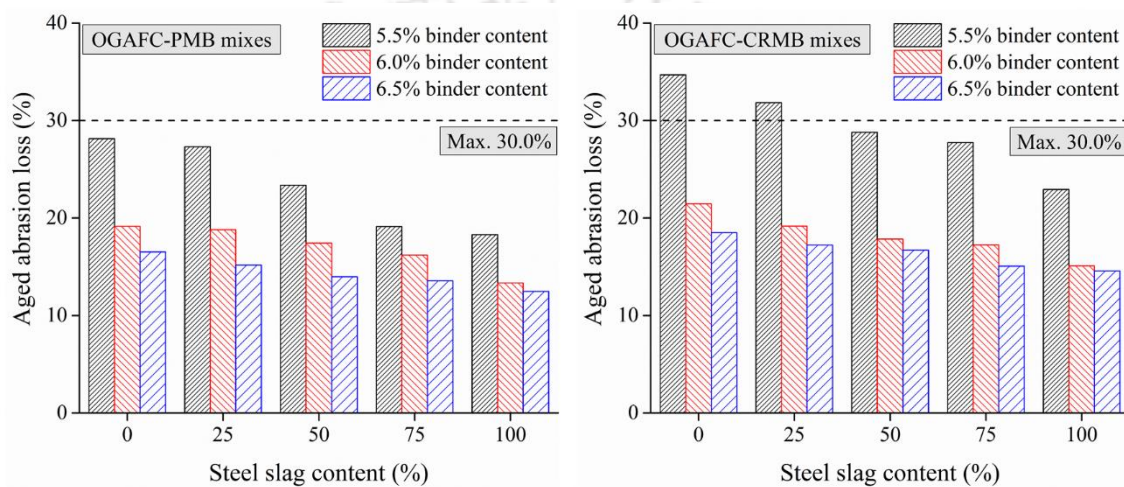 OGAFC-PMB mixes
5.5% binder content
6.0% binder content
6.5% binder content
Max. 30.0%
Aged abrasion loss (%)
40
30
20
10
0
0 25 50 75 100
Steel slag content (%)
OGAFC-CRMB mixes
5.5% binder content
6.0% binder content
6.5% binder content
Max. 30.0%
Aged abrasion loss (%)
40
30
20
10
0
0 25 50 75 100
Steel slag content (%)